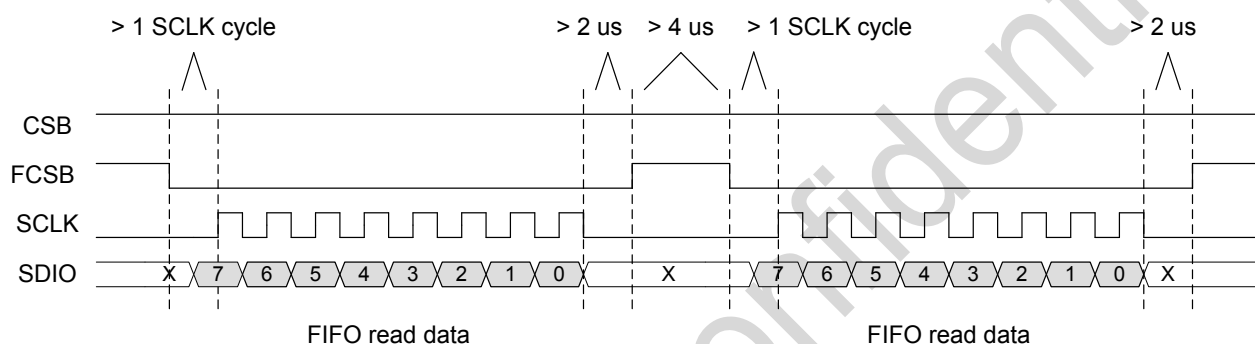 > 1 SCLK cycle > 2 us > 4 us > 1 SCLK cycle > 2 us
CSB
FCSB
SCLK
SDIO X 7 6 5 4 3 2 1 0 X 7 6 5 4 3 2 1 0 X
FIFO read data FIFO read data
onfidenti